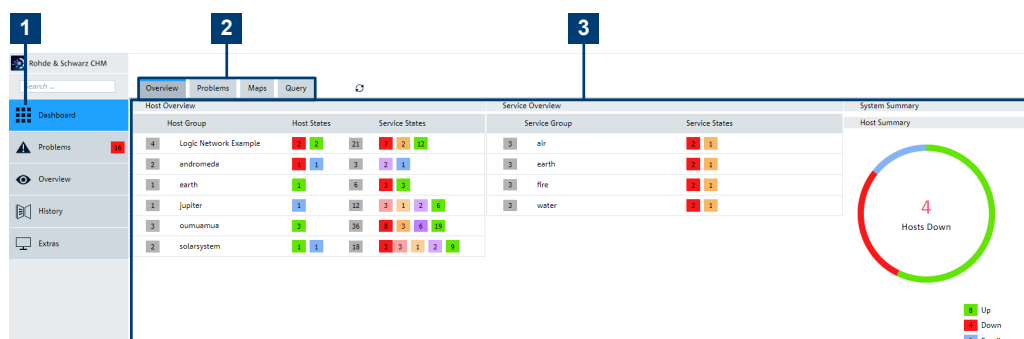 1 2 3
Rohde & Schwarz CHM
Search ...
Overview Problems Maps Query
Dashboard
Problems 16
Overview
History
Extras
Host Overview Service Overview System Summary
Host Group Host States Service States Service Group Service States Host Summary
4 Logic Network Example 2 2 21 7 2 12 3 air 2 1
2 andromeda 1 1 3 2 1 3 earth 2 1
1 earth 1 6 3 3 3 fire 2 1
1 jupiter 1 12 3 1 2 6 3 water 2 1
3 oumuamua 3 36 8 3 6 19
2 solarsystem 1 1 18 3 3 1 2 9
4
Hosts Down
8 Up
4 Down